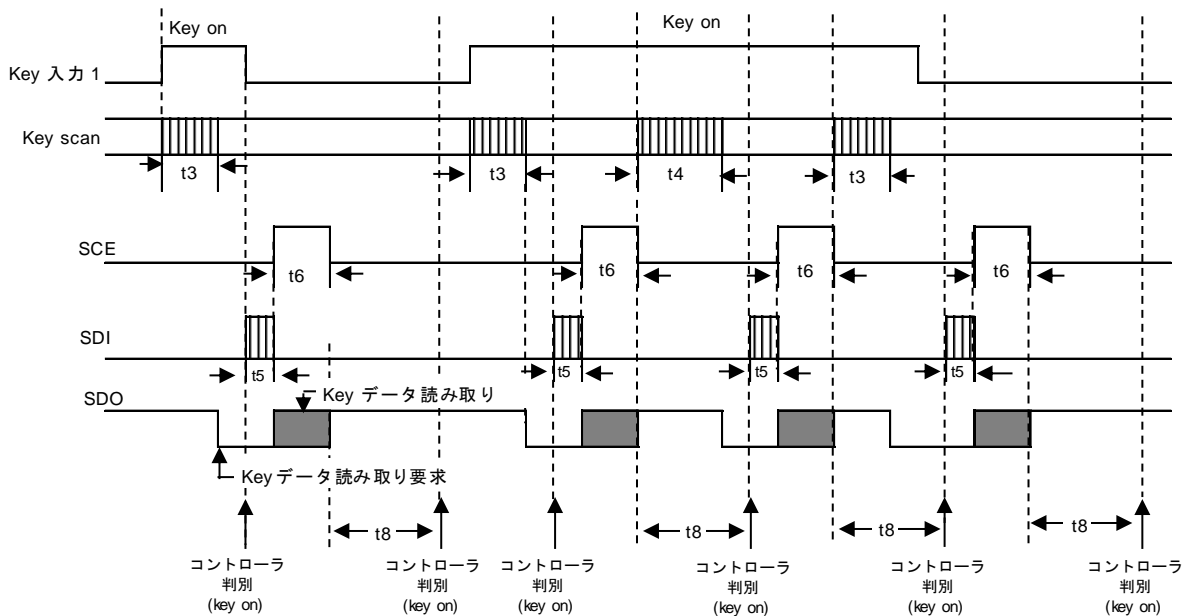 Key on
Key on
Key 入力 1
Key scan
t3
t3
t4
t3
SCE
t6
t6
t6
t6
SDI
t5
t5
t5
t5
Key データ読み取り
SDO
Keyデータ読み取り要求
t8
t8
t8
t8
コントローラ
判別
(key on)
コントローラ
判別
(key on)
コントローラ
判別
(key on)
コントローラ
判別
(key on)
コントローラ
判別
(key on)
コントローラ
判別
(key on)